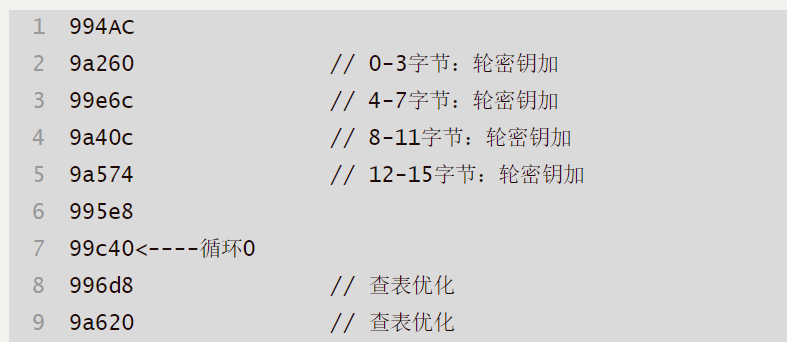 1 994AC
2 9a260 // 0-3字节：轮密钥加
3 99e6c // 4-7字节：轮密钥加
4 9a40c // 8-11字节：轮密钥加
5 9a574 // 12-15字节：轮密钥加
6 995e8
7 99c40<----循环0
8 996d8 // 查表优化
9 9a620 // 查表优化